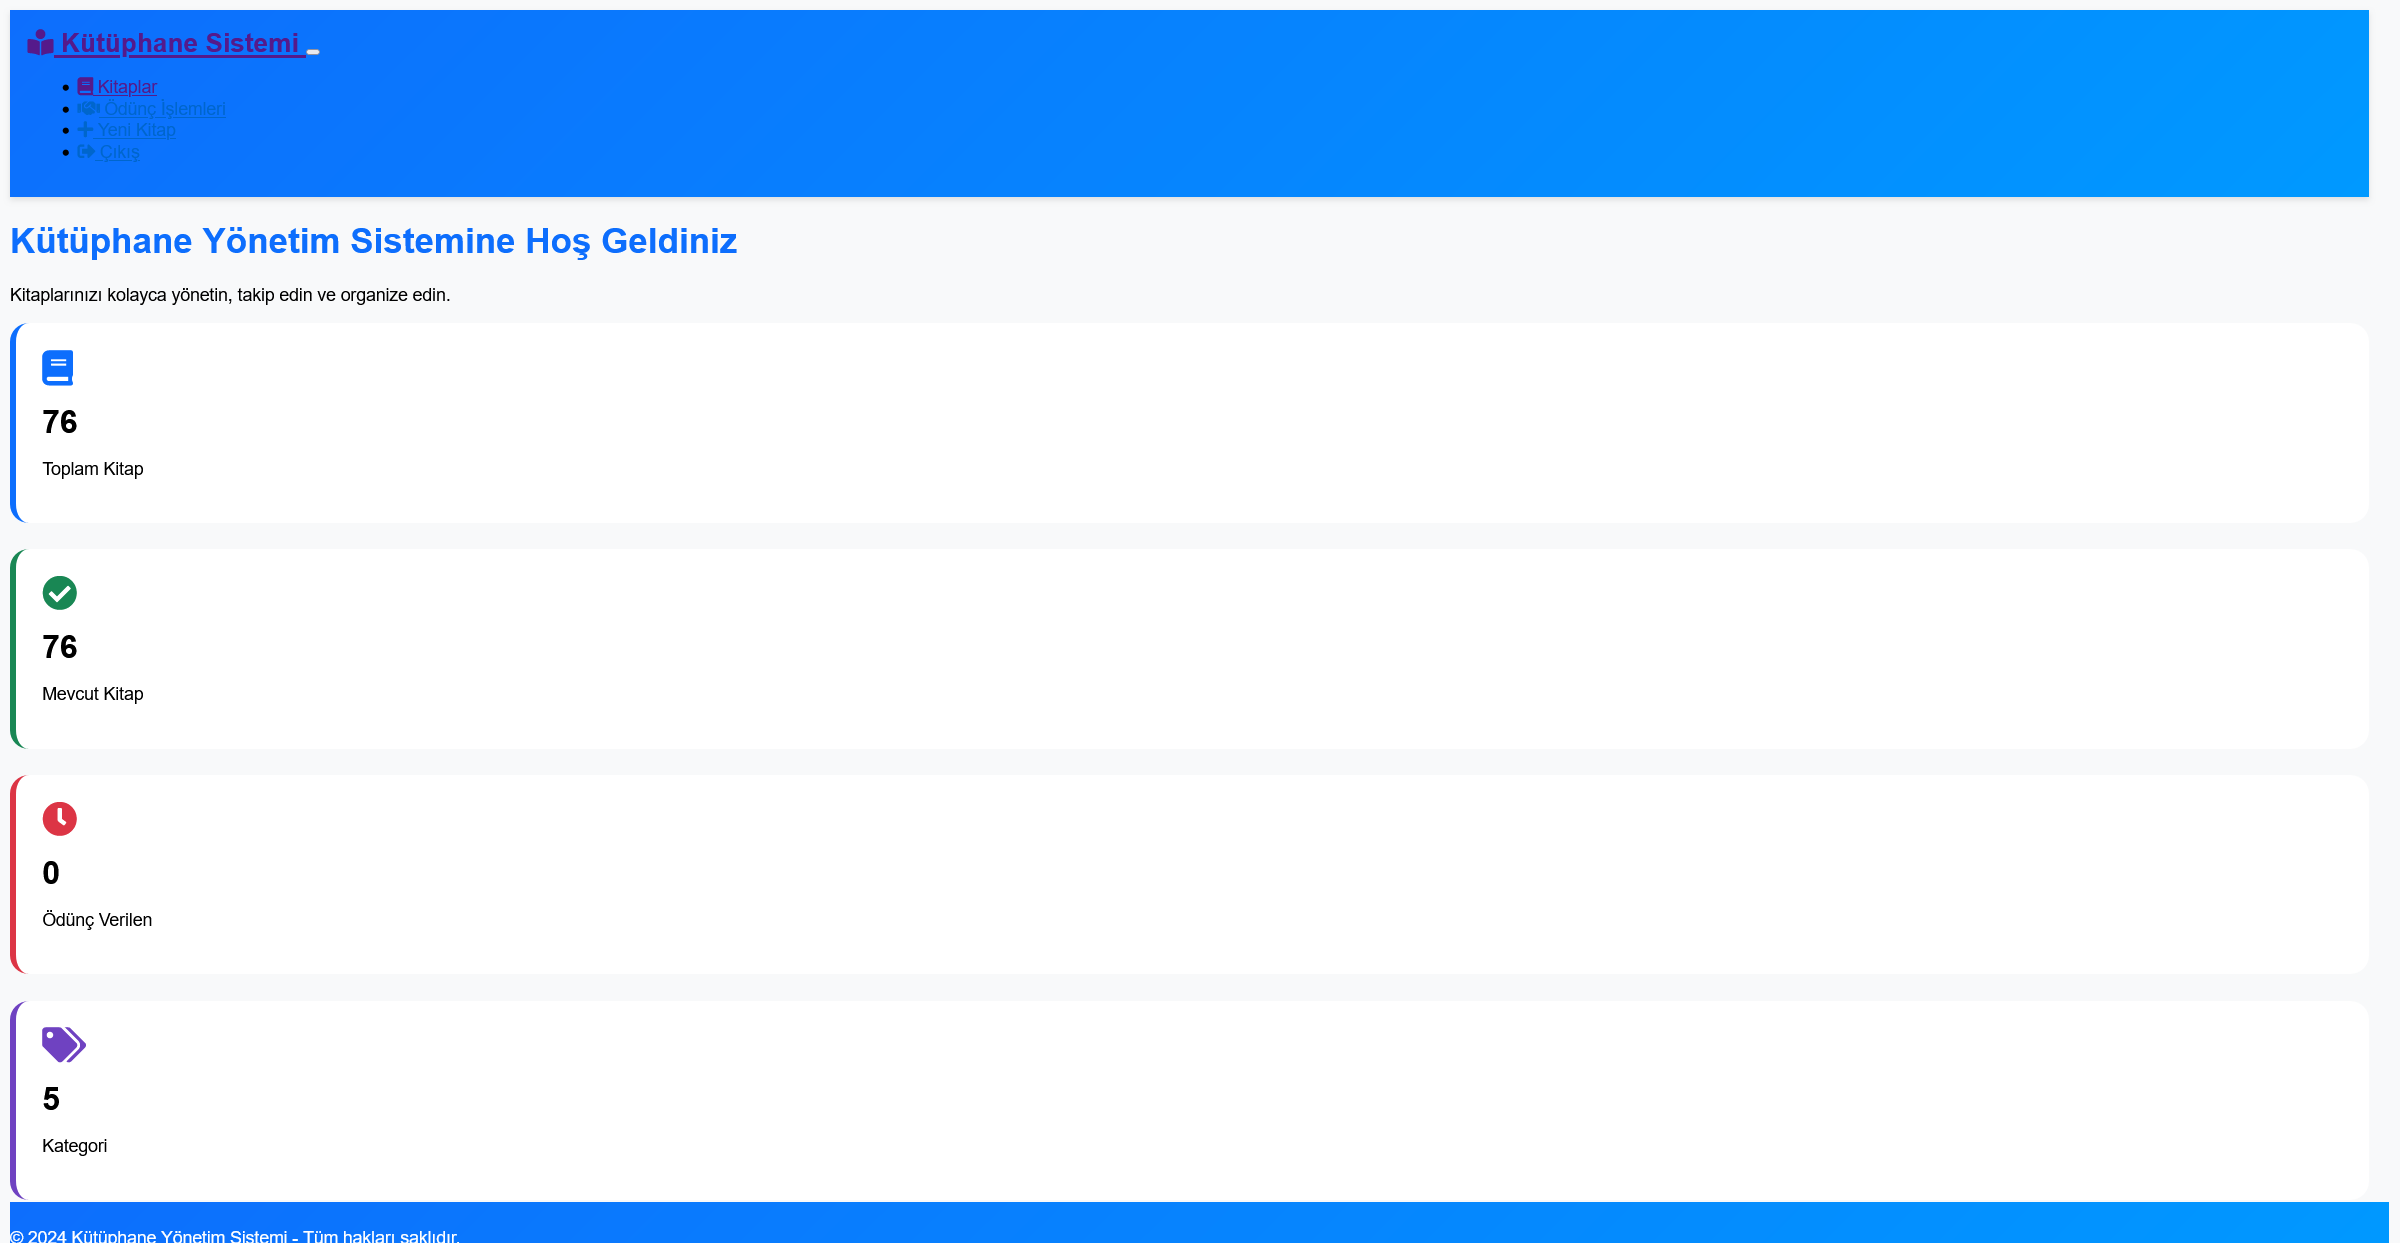 Kütüphane Sistemi
Kitaplar
Ödünç İşlemleri
Yeni Kitap
Çıkış
Kütüphane Yönetim Sistemine Hoş Geldiniz
Kitaplarınızı kolayca yönetin, takip edin ve organize edin.
76
Toplam Kitap
76
Mevcut Kitap
0
Ödünç Verilen
5
Kategori
© 2024 Kütüphane Yönetim Sistemi - Tüm hakları saklıdır.